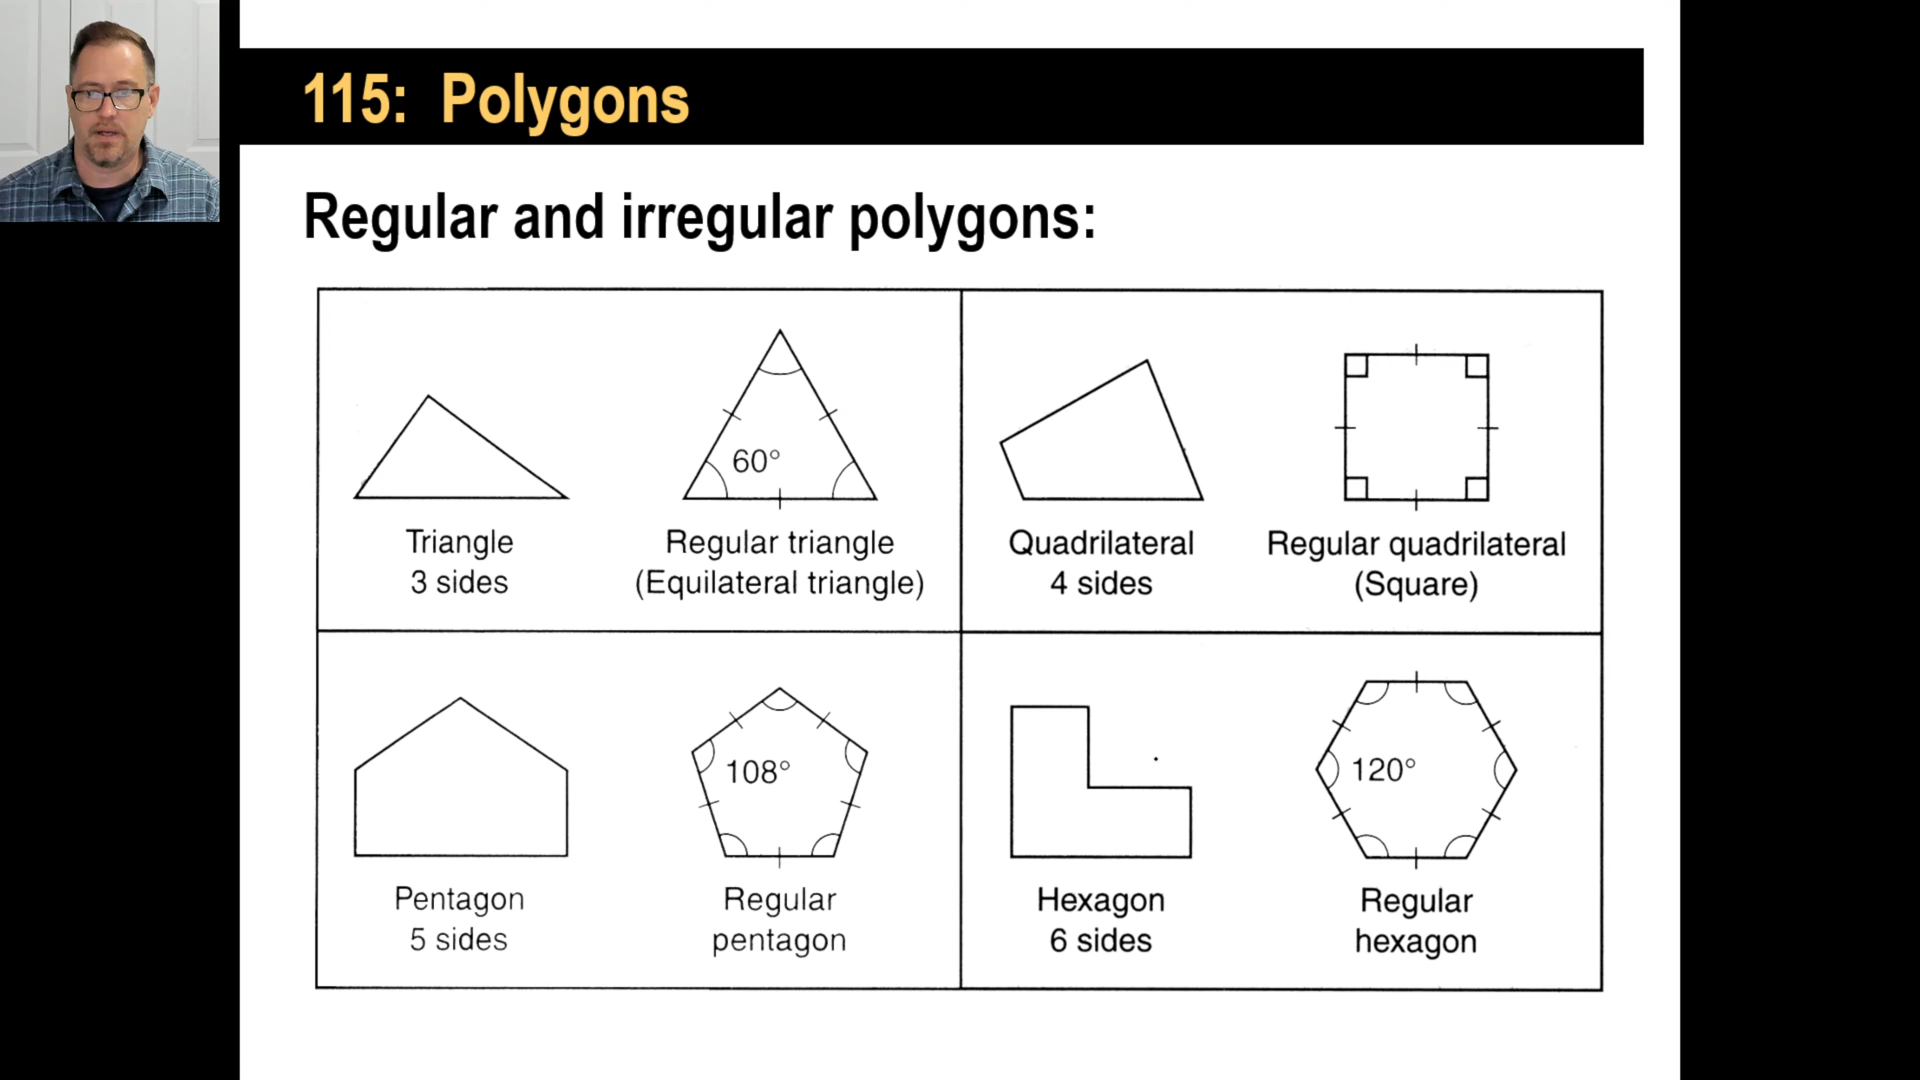 115: Polygons
Regular and irregular polygons:
60°
Triangle
3 sides
Regular triangle
(Equilateral triangle)
Quadrilateral
4 sides
Regular quadrilateral
(Square)
108°
Pentagon
5 sides
Regular
pentagon
120°
Hexagon
6 sides
Regular
hexagon